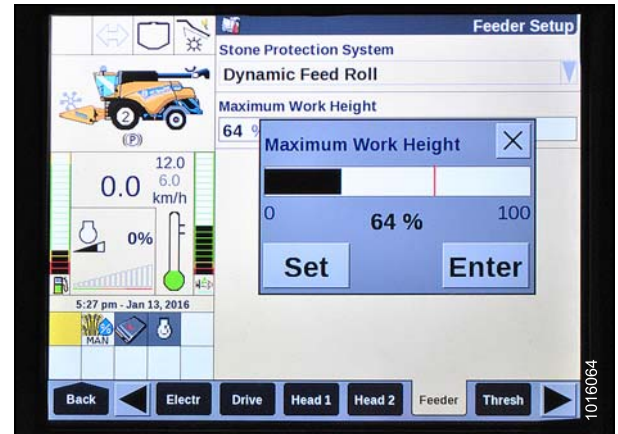 Feeder Setup
Stone Protection System
Dynamic Feed Roll
Maximum Work Height
64 %
Maximum Work Height
0
64 %
100
Set
Enter
2
(P)
0.0
12.0
6.0
km/h
0%
E
5:27 pm - Jan 13, 2016
MAN
%
Back
Electr
Drive
Head 1
Head 2
Feeder
Thresh
1016064